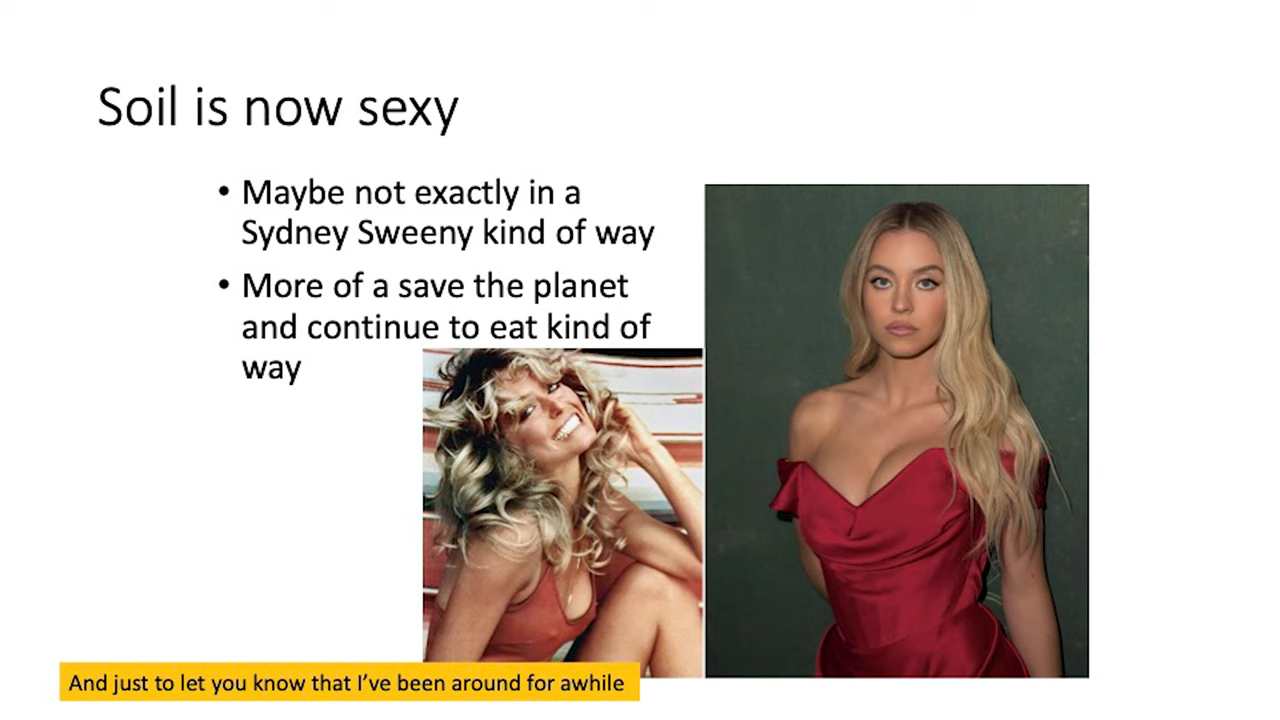 Soil is now sexy
• Maybe not exactly in a
Sydney Sweeny kind of way
• More of a save the planet
and continue to eat kind of
way
And just to let you know that I’ve been around for awhile